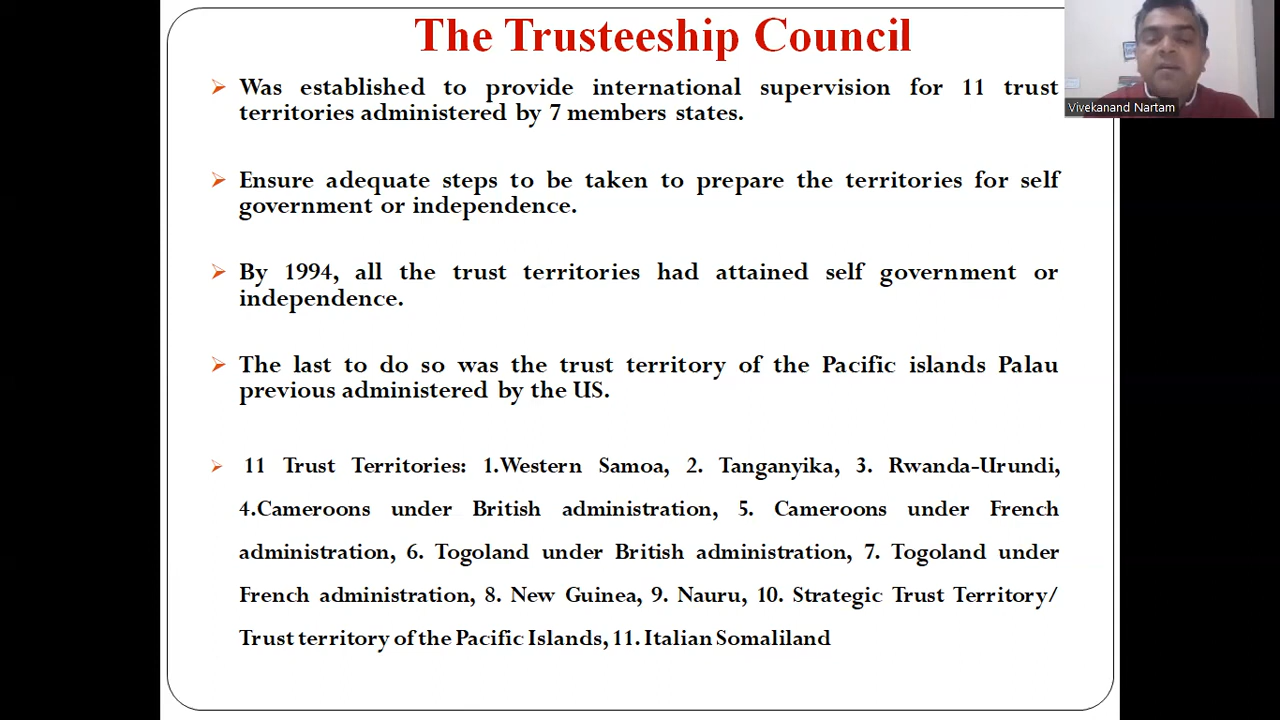 The Trusteeship Council
Vivekanand Nartam
➢ Was established to provide international supervision for 11 trust
territories administered by 7 members states.
➢ Ensure adequate steps to be taken to prepare the territories for self
government or independence.
➢ By 1994, all the trust territories had attained self government or
independence.
➢ The last to do so was the trust territory of the Pacific islands Palau
previous administered by the US.
➢ 11 Trust Territories: 1.Western Samoa, 2. Tanganyika, 3. Rwanda-Urundi,
4.Cameroons under British administration, 5. Cameroons under French
administration, 6. Togoland under British administration, 7. Togoland under
French administration, 8. New Guinea, 9. Nauru, 10. Strategic Trust Territory/
Trust territory of the Pacific Islands, 11. Italian Somaliland